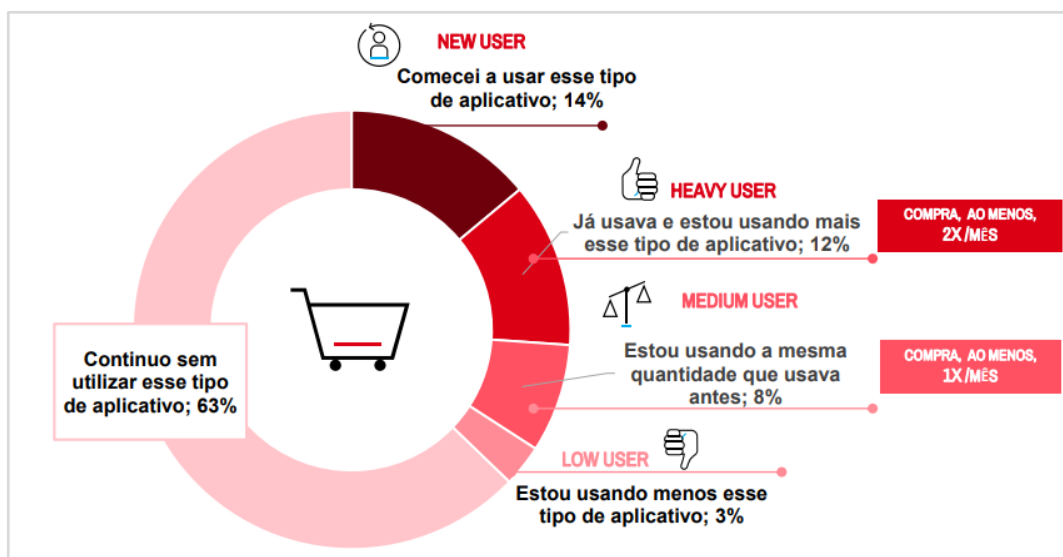 NEW USER
Comecei a usar esse tipo
de aplicativo; 14%
HEAVY USER
Já usava e estou usando mais
esse tipo de aplicativo; 12%
COMPRA, AO MENOS,
2X/MÊS
MEDIUM USER
Estou usando a mesma
quantidade que usava
antes; 8%
COMPRA, AO MENOS,
1X/MÊS
Continuo sem
utilizar esse tipo
de aplicativo; 63%
LOW USER
Estou usando menos esse
tipo de aplicativo; 3%